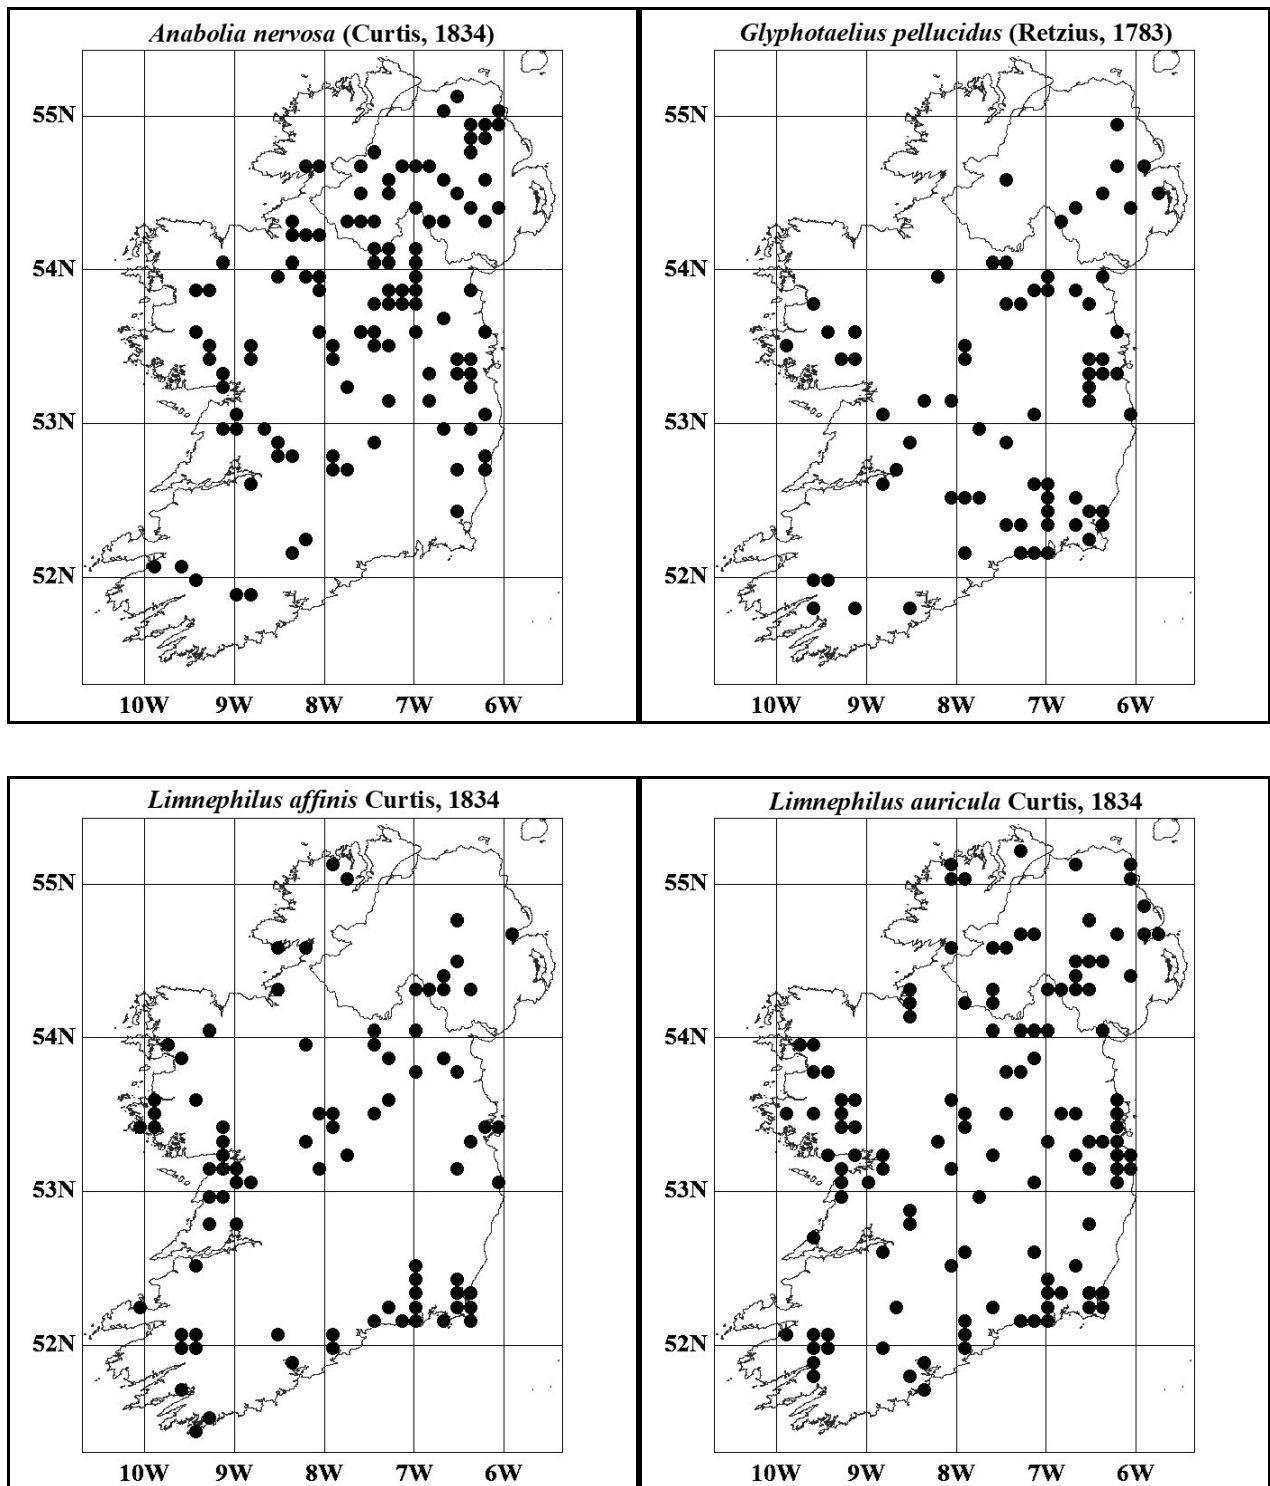 Anabolia nervosa (Curtis, 1834)
55N
54N
53N
52N
10W 9W 8W 7W 6W
Glyphotaelius pellucidus (Retzius, 1783)
55N
54N
53N
52N
10W 9W 8W 7W 6W
Limnephilus affinis Curtis, 1834
55N
54N
53N
52N
10W 9W 8W 7W 6W
Limnephilus auricula Curtis, 1834
55N
54N
53N
52N
10W 9W 8W 7W 6W